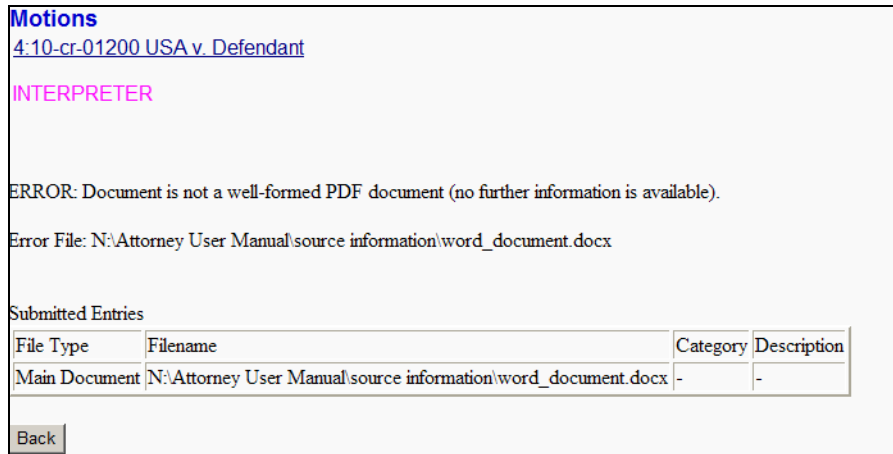 Motions
4:10-cr-01200 USA v. Defendant
INTERPRETER
ERROR: Document is not a well-formed PDF document (no further information is available).
Error File: N:\Attorney User Manual\source information\word_document.docx
Submitted Entries
File Type Filename Category Description
Main Document N:\Attorney User Manual\source information\word_document.docx - -
Back